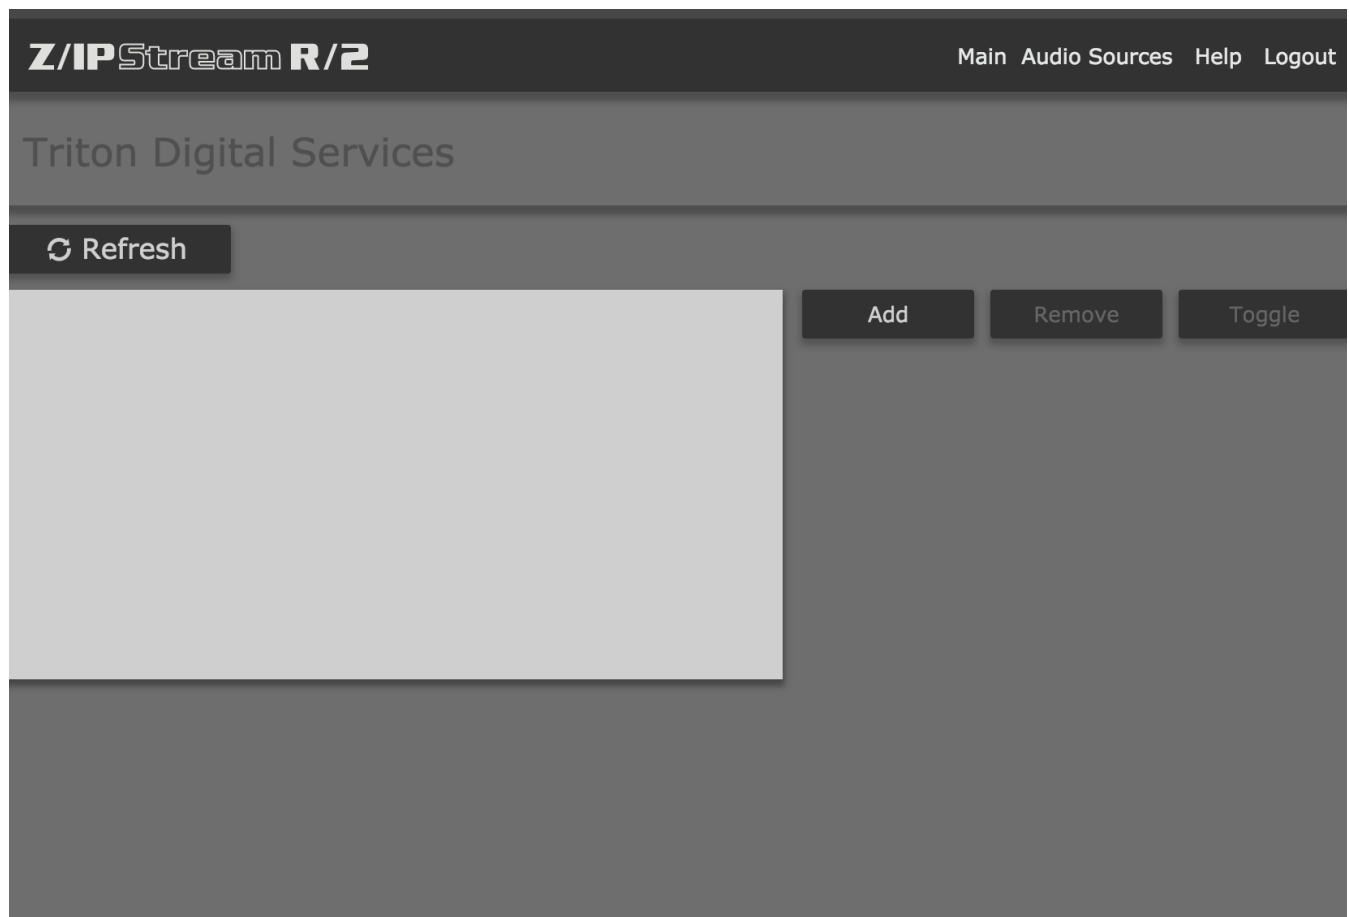 Z/IPStream R/2
Main Audio Sources Help Logout
Triton Digital Services
Refresh
Add Remove Toggle